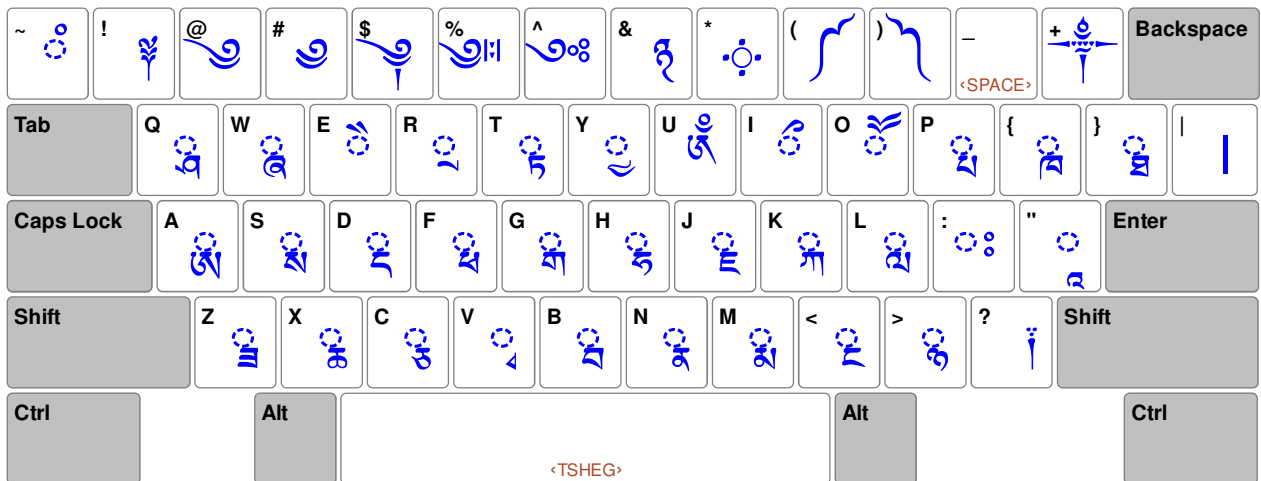 ~ ◌ཾ ! ༈ @ ༄ # ༅ $ ༆ % ༇ ^ & ྅ * ༶ ( ༼ ) ༽ _ ‹SPACE› + ༒ Backspace
Tab Q ◌ྺ W ◌ྮ E ◌ཻ R ◌ྲ T ◌ྟ Y ◌ྱ U ༀ I ◌ྀ O ◌ཽ P ◌ྤ { ◌ྑ } ◌ྠ | །
Caps Lock A ◌ྸ S ◌ྶ D ◌ྡ F ◌ྥ G ◌ྒ H ◌ྷ J ◌ྗ K ◌ྐ L ◌ླ : ◌ཿ " ◌ྰ Enter
Shift Z ◌ྯ X ◌ྖ C ◌ྕ V ◌ྭ B ◌ྦ N ◌ྣ M ◌ྨ < ◌ྔ > ◌ྙ ? ༑ Shift
Ctrl Alt ‹TSHEG› Alt Ctrl